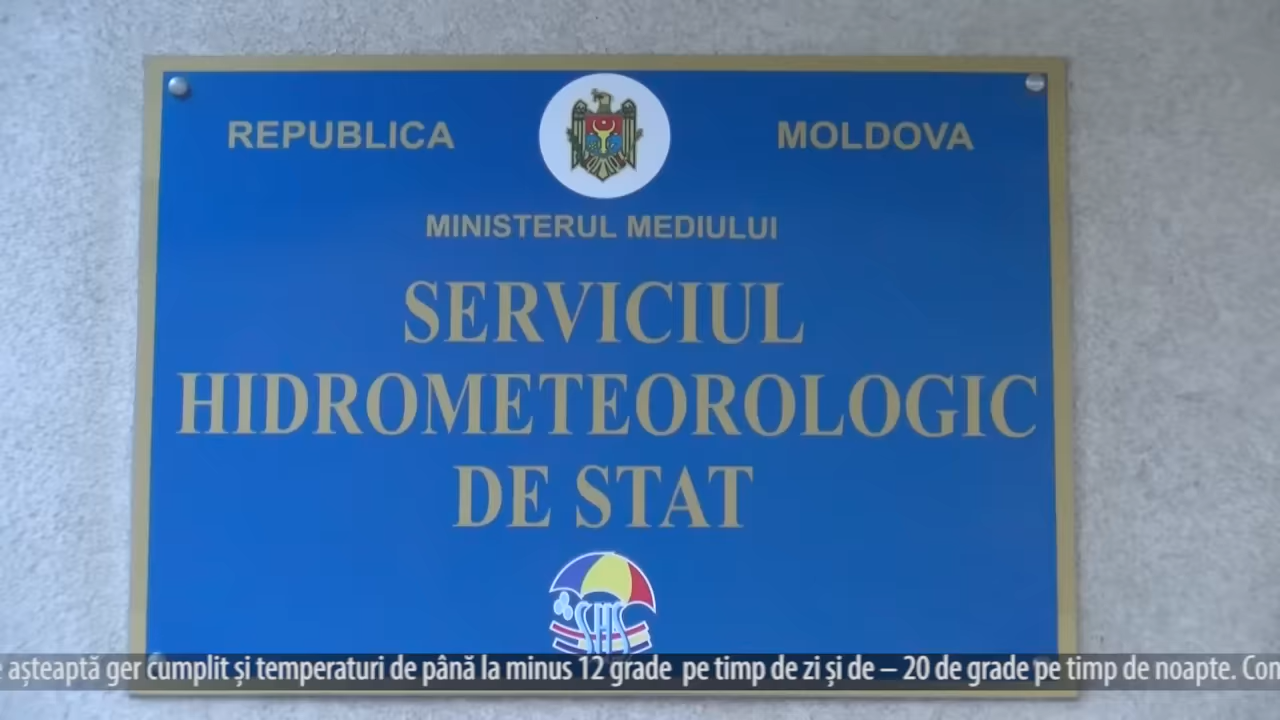 REPUBLICA MOLDOVA
MINISTERUL MEDIULUI
SERVICIUL
HIDROMETEOROLOGIC
DE STAT
SHS
e așteaptă ger cumplit și temperaturi de până la minus 12 grade pe timp de zi și de – 20 de grade pe timp de noapte. Con